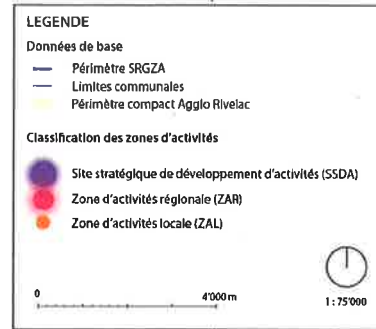 LEGENDE
Données de base
Périmètre SRGZA
Limites communales
Périmètre compact Agglo Rivelac
Classification des zones d'activités
Site stratégique de développement d'activités (SSDA)
Zone d'activités régionale (ZAR)
Zone d'activités locale (ZAL)
0 4'000 m
1 : 75'000